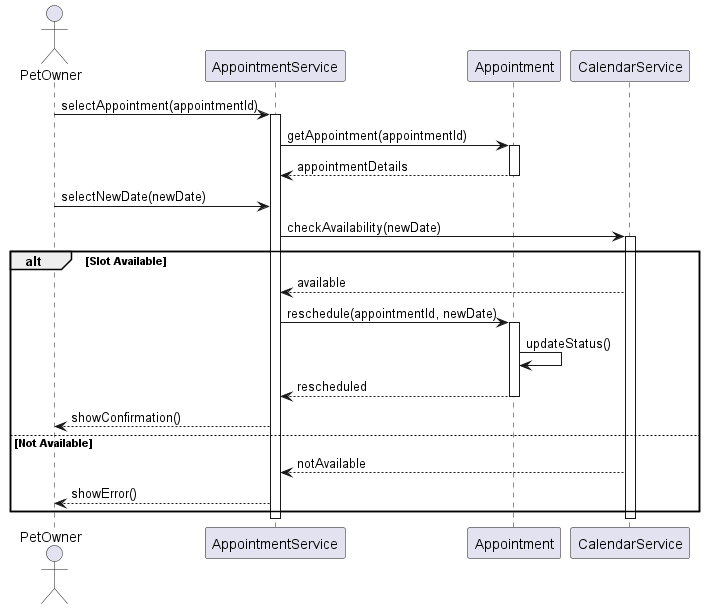 PetOwner
AppointmentService
Appointment
CalendarService
selectAppointment(appointmentId)
getAppointment(appointmentId)
appointmentDetails
selectNewDate(newDate)
checkAvailability(newDate)
alt
[Slot Available]
available
reschedule(appointmentId, newDate)
updateStatus()
rescheduled
showConfirmation()
[Not Available]
notAvailable
showError()
PetOwner
AppointmentService
Appointment
CalendarService